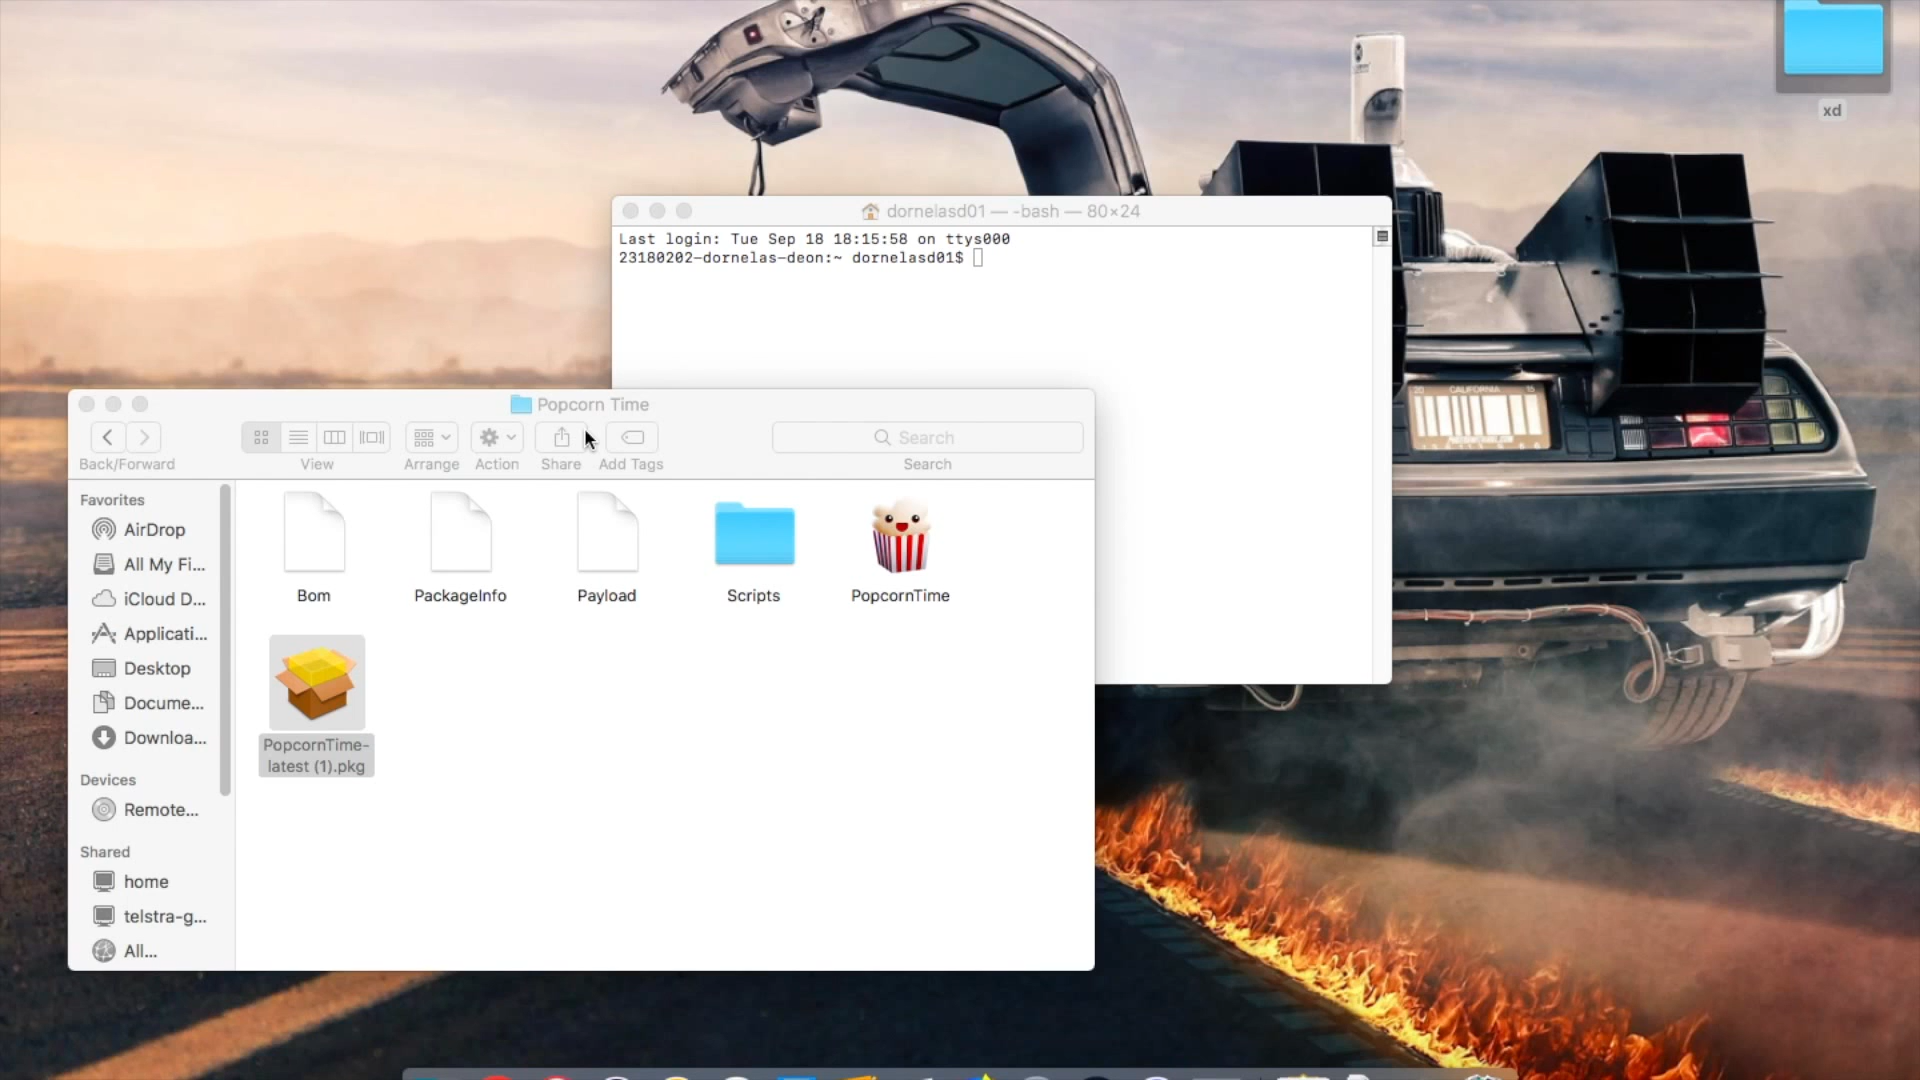 xd
dornelasd01 — -bash — 80×24
Last login: Tue Sep 18 18:15:58 on ttys000
23180202-dornelas-deon:~ dornelasd01$
Popcorn Time
Search
Back/Forward
View
Arrange
Action
Share
Add Tags
Search
Favorites
AirDrop
All My Fi...
iCloud D...
Applicati...
Desktop
Docume...
Downloa...
Devices
Remote...
Shared
home
telstra-g...
All...
Bom
PackageInfo
Payload
Scripts
PopcornTime
PopcornTime-
latest (1).pkg
CALIFORNIA